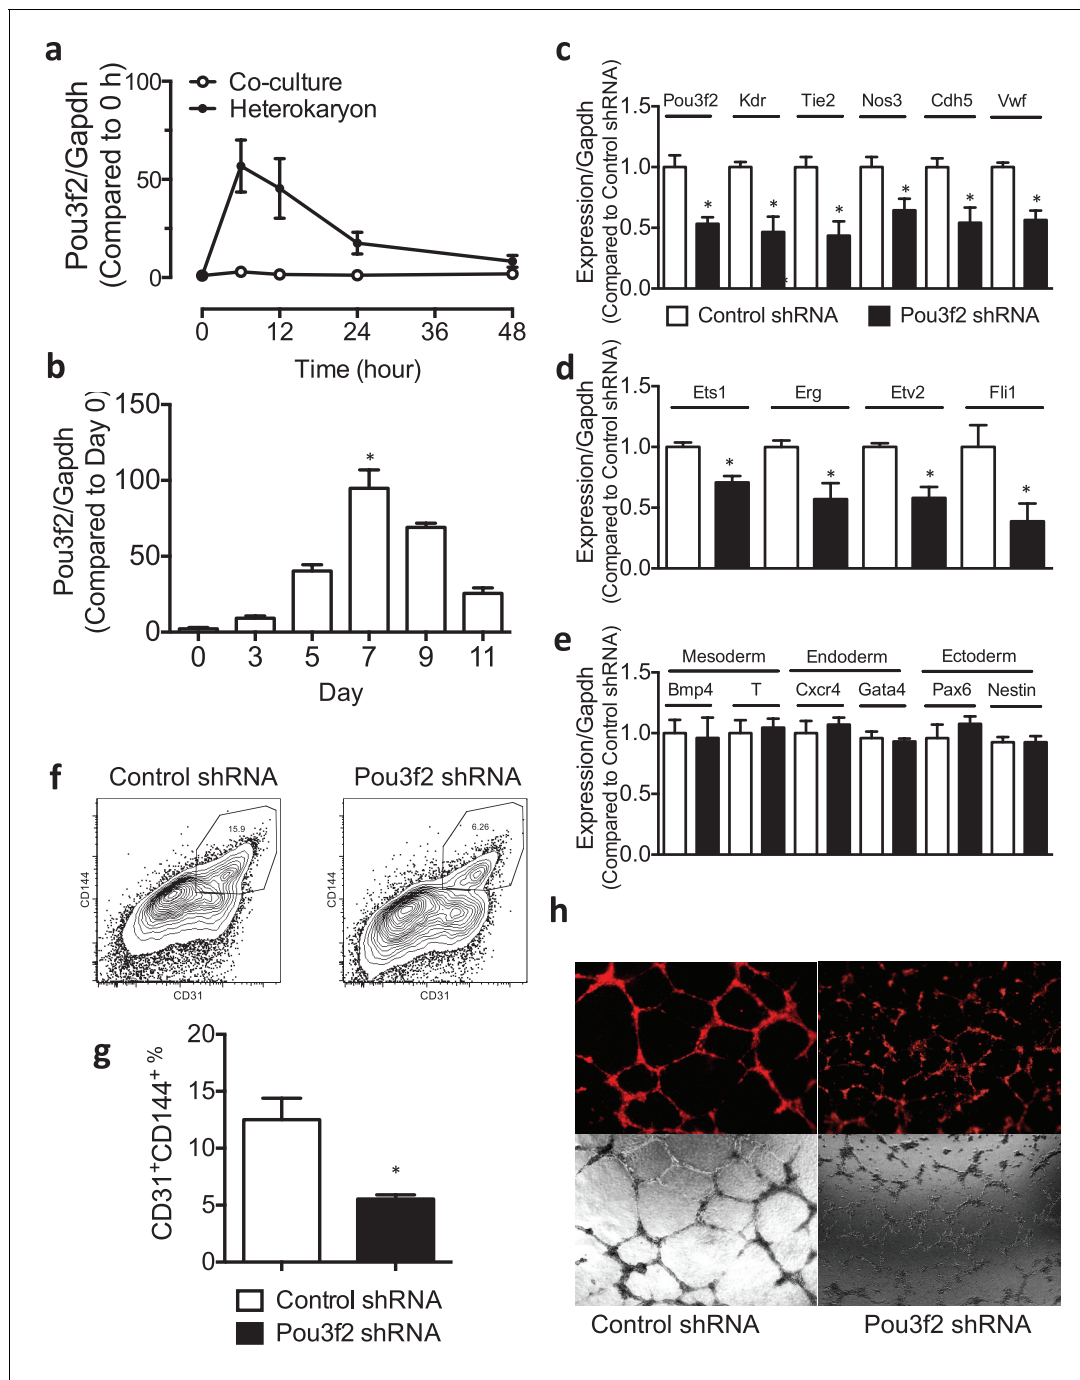 a
Pou3f2/Gapdh
(Compared to 0 h)
100
50
0
Co-culture
Heterokaryon
0 12 24 36 48
Time (hour)
b
Pou3f2/Gapdh
(Compared to Day 0)
150
100
50
0
*
0 3 5 7 9 11
Day
c
Expression/Gapdh
(Compared to Control shRNA)
1.5
1.0
0.5
0.0
Pou3f2 Kdr Tie2 Nos3 Cdh5 Vwf
* * * * * *
Control shRNA Pou3f2 shRNA
d
Expression/Gapdh
(Compared to Control shRNA)
1.5
1.0
0.5
0.0
Ets1 Erg Etv2 Fli1
* * * *
e
Expression/Gapdh
(Compared to Control shRNA)
1.5
1.0
0.5
0.0
Mesoderm Endoderm Ectoderm
Bmp4 T Cxcr4 Gata4 Pax6 Nestin
f
Control shRNA Pou3f2 shRNA
15.9
6.26
CD144
CD31
CD144
CD31
g
CD31+CD144+ %
20
15
10
5
0
*
Control shRNA
Pou3f2 shRNA
h
Control shRNA Pou3f2 shRNA